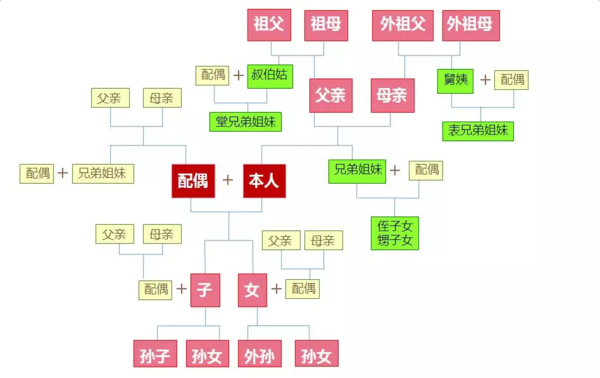 祖父
祖母
外祖父
外祖母
配偶
+
叔伯姑
舅姨
+
配偶
父亲
母亲
父亲
母亲
堂兄弟姐妹
表兄弟姐妹
配偶
+
兄弟姐妹
配偶
+
本人
兄弟姐妹
+
配偶
侄子女
甥子女
父亲
母亲
父亲
母亲
配偶
+
子
女
+
配偶
孙子
孙女
外孙
孙女